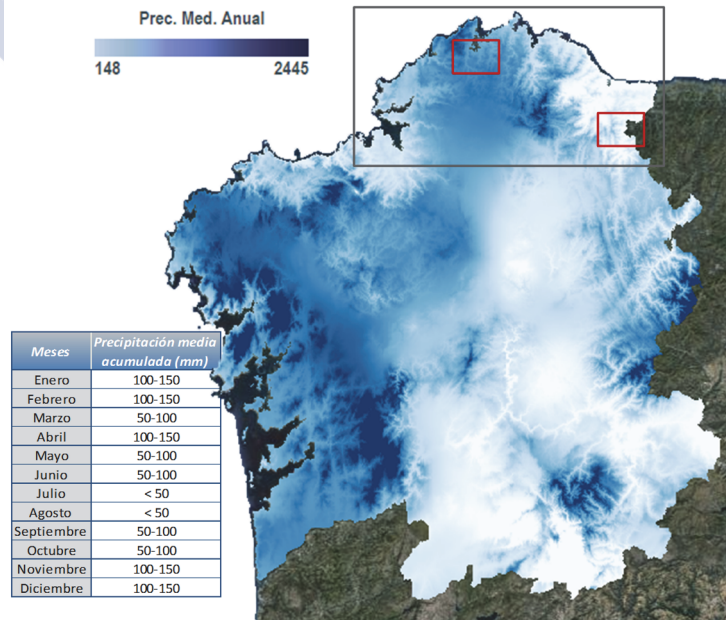 Prec. Med. Anual
148 2445
Meses Precipitación media acumulada (mm)
Enero 100-150
Febrero 100-150
Marzo 50-100
Abril 100-150
Mayo 50-100
Junio 50-100
Julio < 50
Agosto < 50
Septiembre 50-100
Octubre 50-100
Noviembre 100-150
Diciembre 100-150